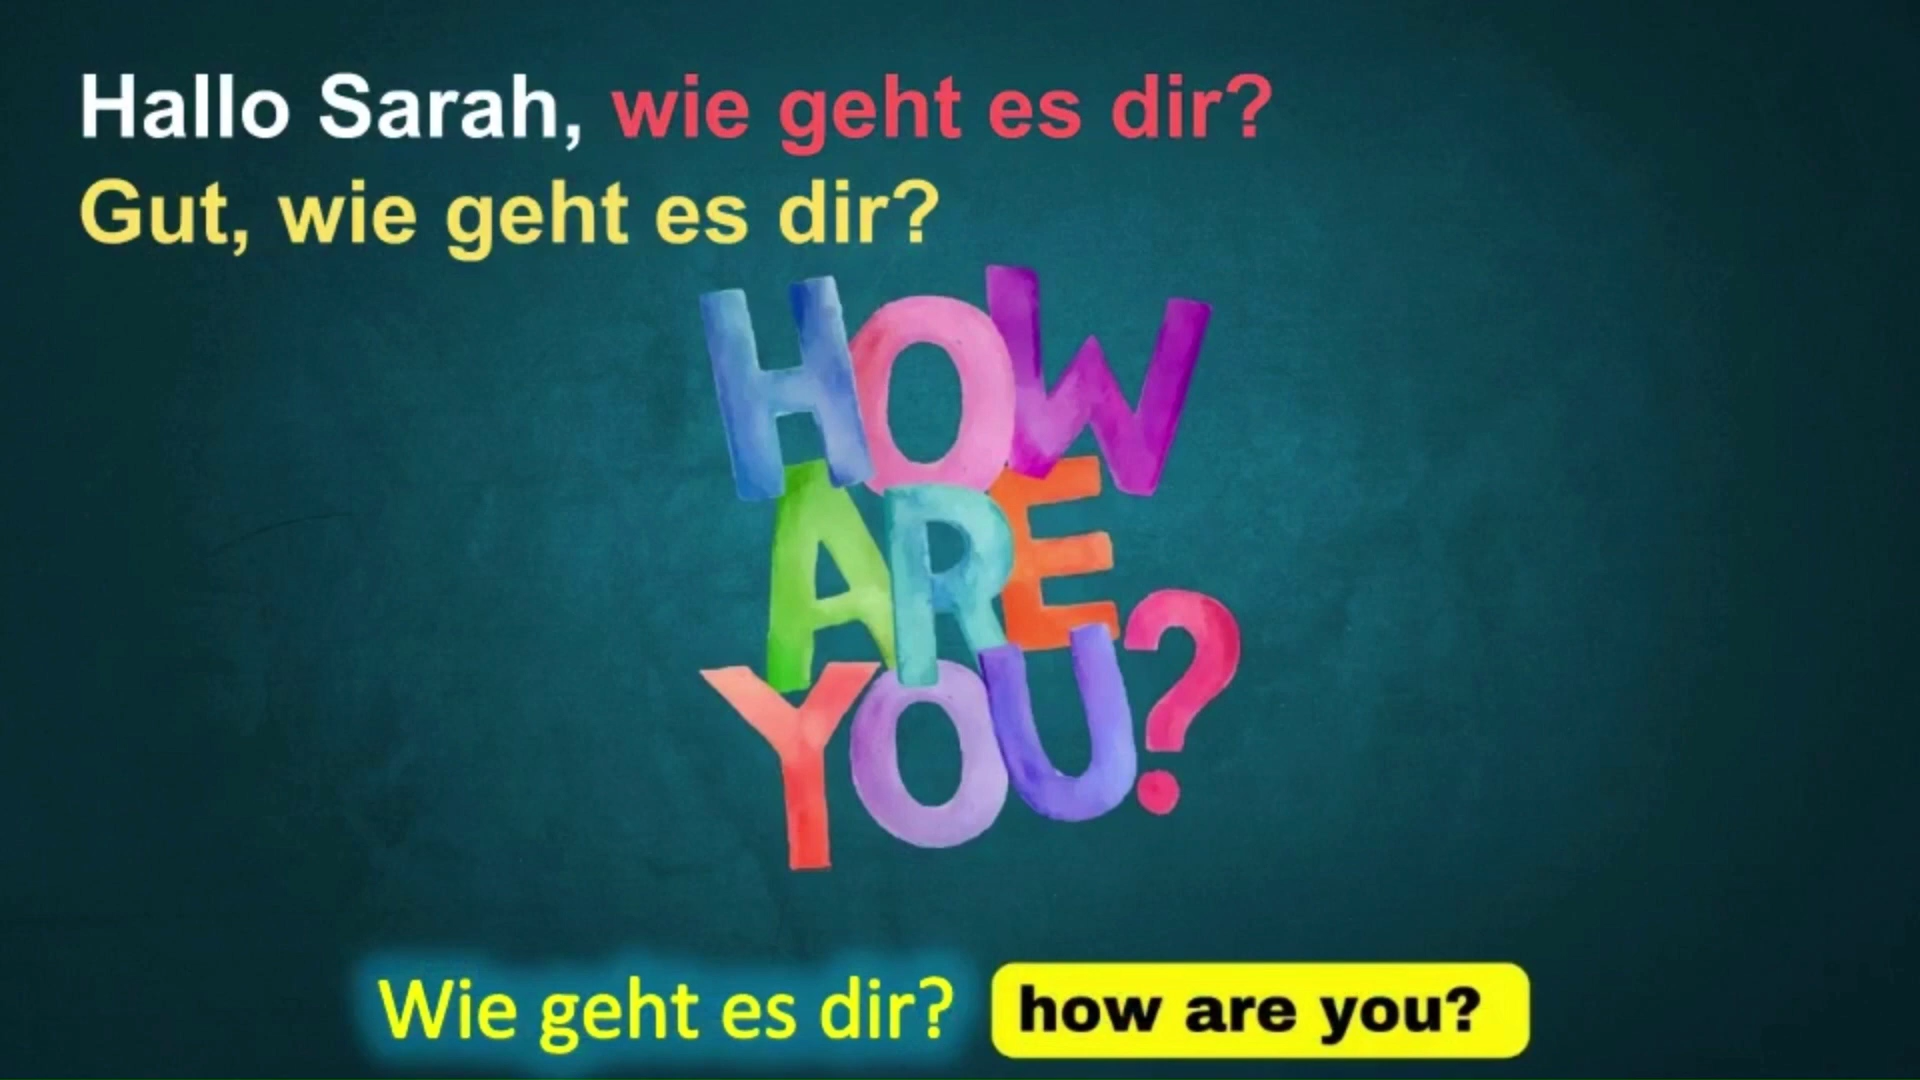 Hallo Sarah, wie geht es dir?
Gut, wie geht es dir?
HOW
ARE
YOU?
Wie geht es dir? how are you?